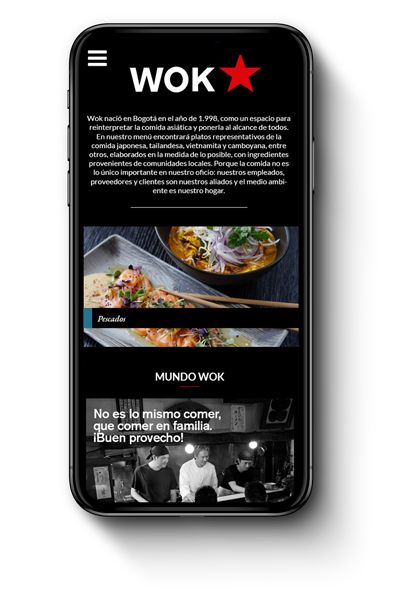 WOK
Wok nació en Bogotá en el año de 1.998, como un espacio para
reinterpretar la comida asiática y ponerla al alcance de todos.
En nuestro menú encontrará platos representativos de la
comida japonesa, tailandesa, vietnamita y camboyana, entre
otros, elaborados en la medida de lo posible, con ingredientes
provenientes de comunidades locales. Porque la comida no es
lo único importante en nuestro oficio: nuestros empleados,
proveedores y clientes son nuestros aliados y el medio ambi-
ente es nuestro hogar.
Pescados
MUNDO WOK
No es lo mismo comer,
que comer en familia.
¡Buen provecho!